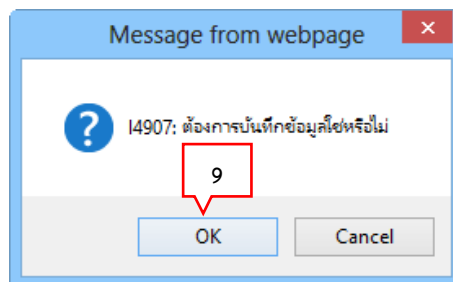 Message from webpage
I4907: ต้องการบันทึกข้อมูลใช่หรือไม่
9
OK
Cancel